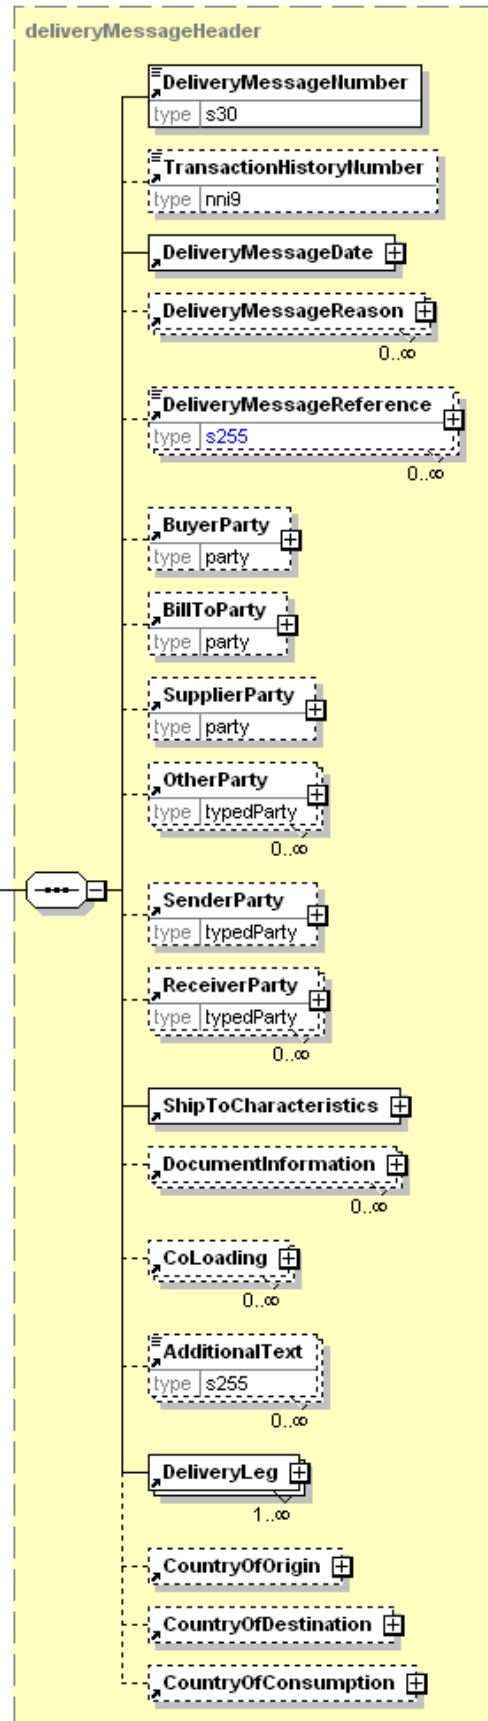 deliveryMessageHeader
DeliveryMessageNumber
type s30
TransactionHistoryNumber
type nni9
DeliveryMessageDate
DeliveryMessageReason
0..∞
DeliveryMessageReference
type s255
0..∞
BuyerParty
type party
BillToParty
type party
SupplierParty
type party
OtherParty
type typedParty
0..∞
SenderParty
type typedParty
ReceiverParty
type typedParty
0..∞
ShipToCharacteristics
DocumentInformation
0..∞
CoLoading
0..∞
AdditionalText
type s255
0..∞
DeliveryLeg
1..∞
CountryOfOrigin
CountryOfDestination
CountryOfConsumption